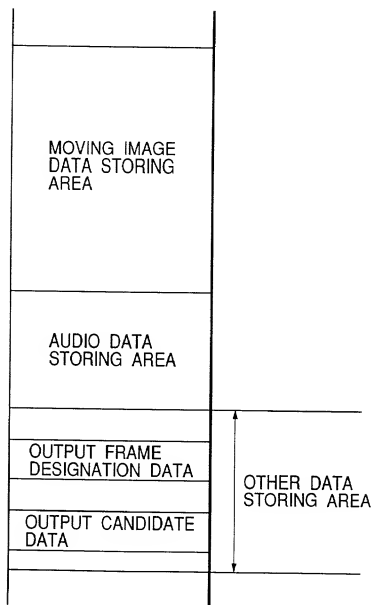 MOVING IMAGE
DATA STORING
AREA
AUDIO DATA
STORING AREA
OUTPUT FRAME
DESIGNATION DATA
OUTPUT CANDIDATE
DATA
OTHER DATA
STORING AREA